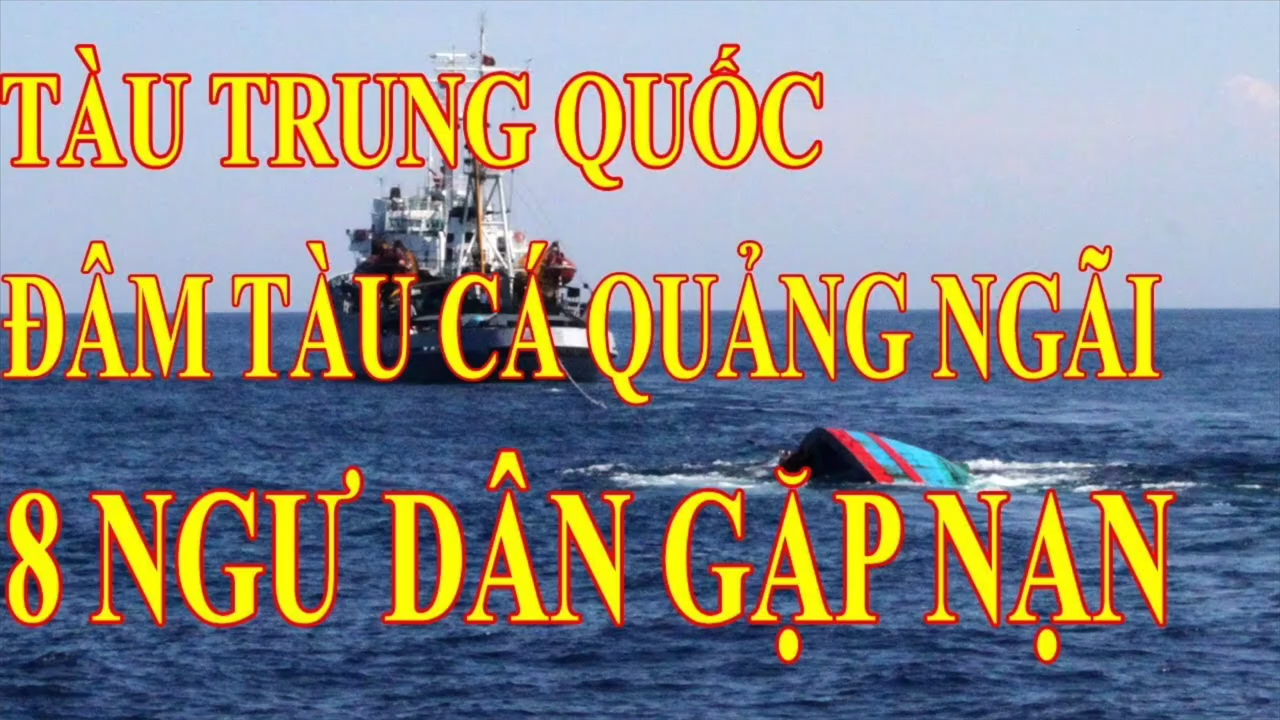 TÀU TRUNG QUỐC
ĐÂM TÀU CÁ QUẢNG NGÃI
8 NGƯ DÂN GẶP NẠN